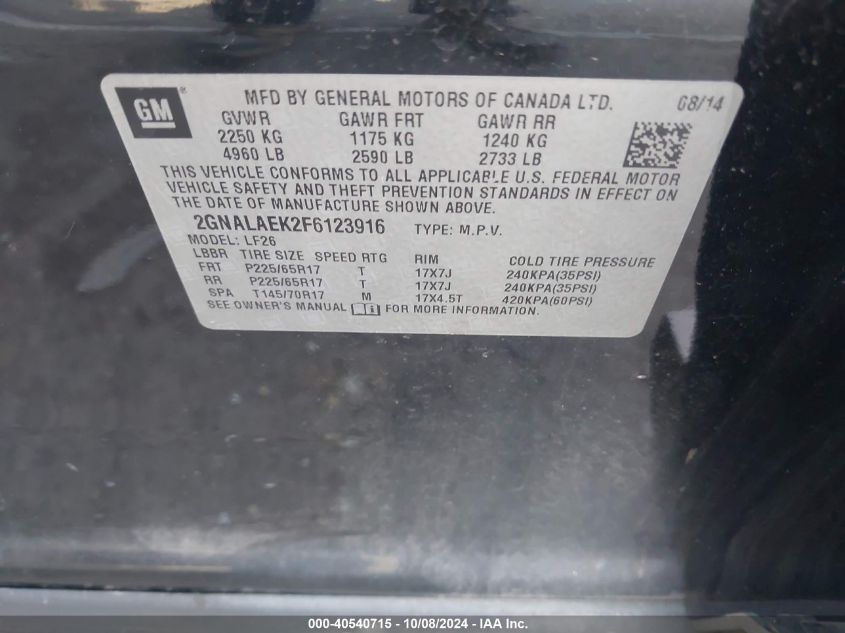 GM
MFD BY GENERAL MOTORS OF CANADA LTD. 08/14
GVWR GAWR FRT GAWR RR
2250 KG 1175 KG 1240 KG
4960 LB 2590 LB 2733 LB
THIS VEHICLE CONFORMS TO ALL APPLICABLE U.S. FEDERAL MOTOR
VEHICLE SAFETY AND THEFT PREVENTION STANDARDS IN EFFECT ON
THE DATE OF MANUFACTURE SHOWN ABOVE.
2GNALAEK2F6123916 TYPE: M.P.V.
MODEL: LF26
LBBR TIRE SIZE SPEED RTG RIM COLD TIRE PRESSURE
FRT P225/65R17 T 17X7J 240KPA(35PSI)
RR P225/65R17 T 17X7J 240KPA(35PSI)
SPA T145/70R17 M 17X4.5T 420KPA(60PSI)
SEE OWNER'S MANUAL FOR MORE INFORMATION.
000-40540715 - 10/08/2024 - IAA Inc.